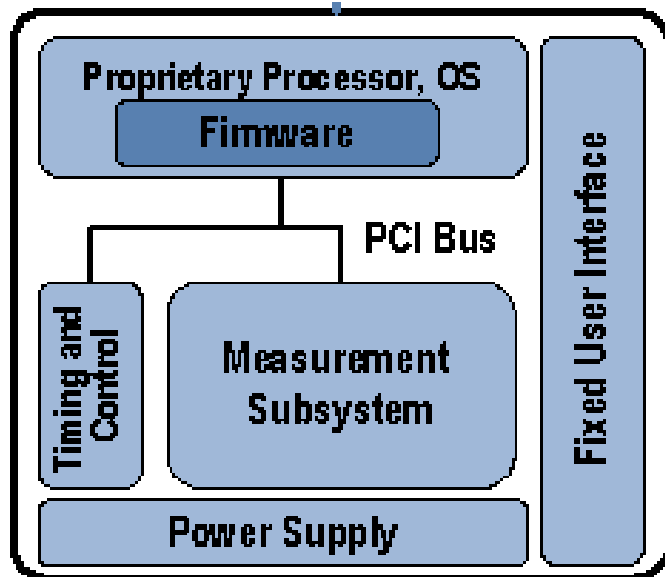 Proprietary Processor, OS
Firmware
PCI Bus
Timing and
Control
Measurement
Subsystem
Power Supply
Fixed User Interface